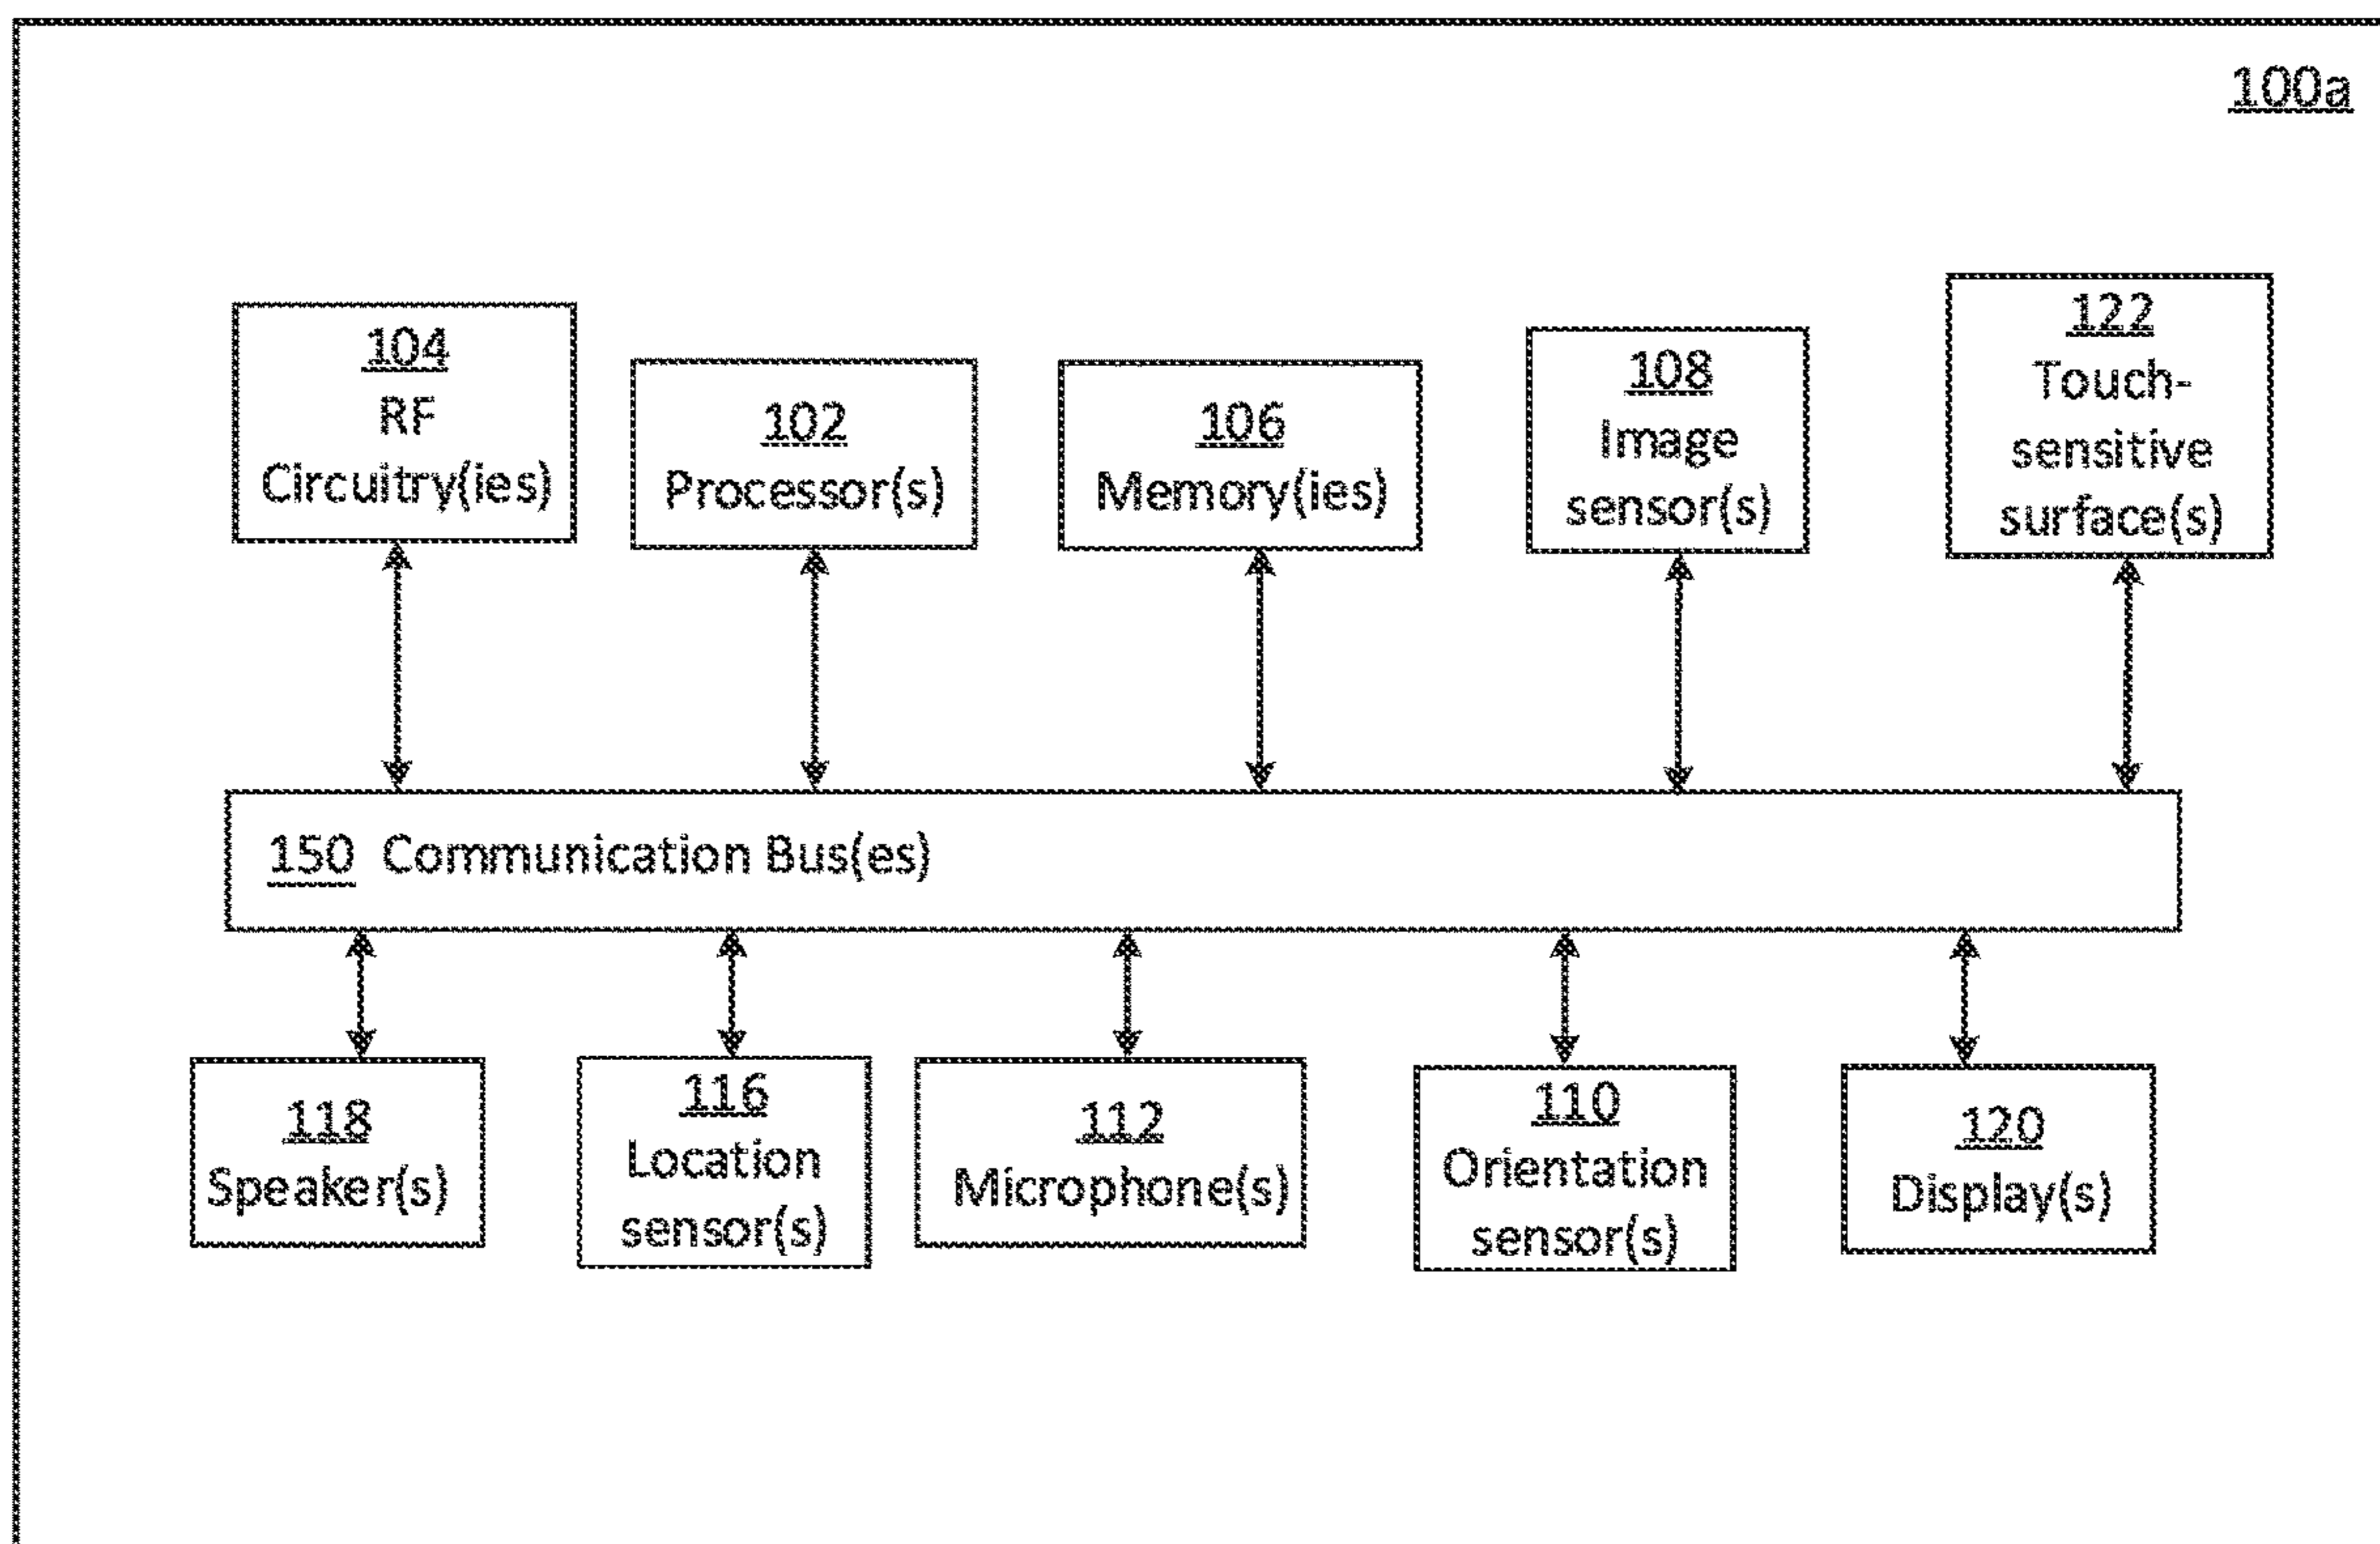 100a
104
RF
Circuitry(ies)
102
Processor(s)
106
Memory(ies)
108
Image
sensor(s)
122
Touch-
sensitive
surface(s)
150 Communication Bus(es)
118
Speaker(s)
116
Location
sensor(s)
112
Microphone(s)
110
Orientation
sensor(s)
120
Display(s)